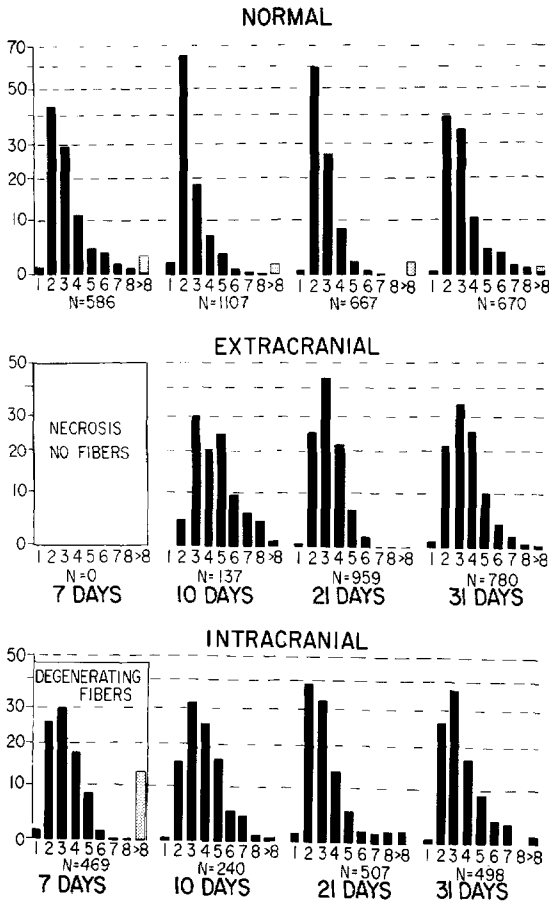 NORMAL
70
50
30
20
10
0
1 2 3 4 5 6 7 8 >8
N=586
1 2 3 4 5 6 7 8 >8
N=1107
1 2 3 4 5 6 7 8 >8
N=667
1 2 3 4 5 6 7 8 >8
N=670
EXTRACRANIAL
50
30
20
10
0
NECROSIS
NO FIBERS
1 2 3 4 5 6 7 8 >8
N=0
7 DAYS
1 2 3 4 5 6 7 8 >8
N=137
10 DAYS
1 2 3 4 5 6 7 8 >8
N=959
21 DAYS
1 2 3 4 5 6 7 8 >8
N=780
31 DAYS
INTRACRANIAL
50
30
20
10
0
DEGENERATING
FIBERS
1 2 3 4 5 6 7 8 >8
N=469
7 DAYS
1 2 3 4 5 6 7 8 >8
N=240
10 DAYS
1 2 3 4 5 6 7 8 >8
N=507
21 DAYS
1 2 3 4 5 6 7 8 >8
N=498
31 DAYS